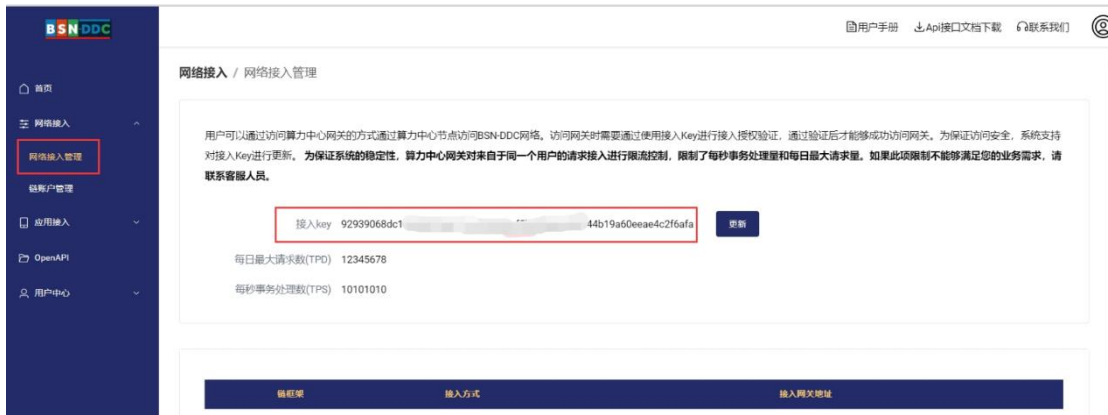 BSN DDC
用户手册 Api接口文档下载 联系我们
网络接入 / 网络接入管理
首页
网络接入
网络接入管理
链账户管理
应用接入
OpenAPI
用户中心
用户可以通过访问算力中心网关的方式通过算力中心节点访问BSN-DDC网络。访问网关时需要通过使用接入Key进行接入授权验证，通过验证后才能够成功访问网关。为保证访问安全，系统支持
对接入Key进行更新。为保证系统的稳定性，算力中心网关对来自于同一个用户的请求接入进行限流控制，限制了每秒事务处理量和每日最大请求量。如果此项限制不能够满足您的业务需求，请
联系客服人员。
接入key 92939068dc1 44b19a60eeae4c2f6afa 更新
每日最大请求数(TPD) 12345678
每秒事务处理数(TPS) 10101010
链框架 接入方式 接入网关地址